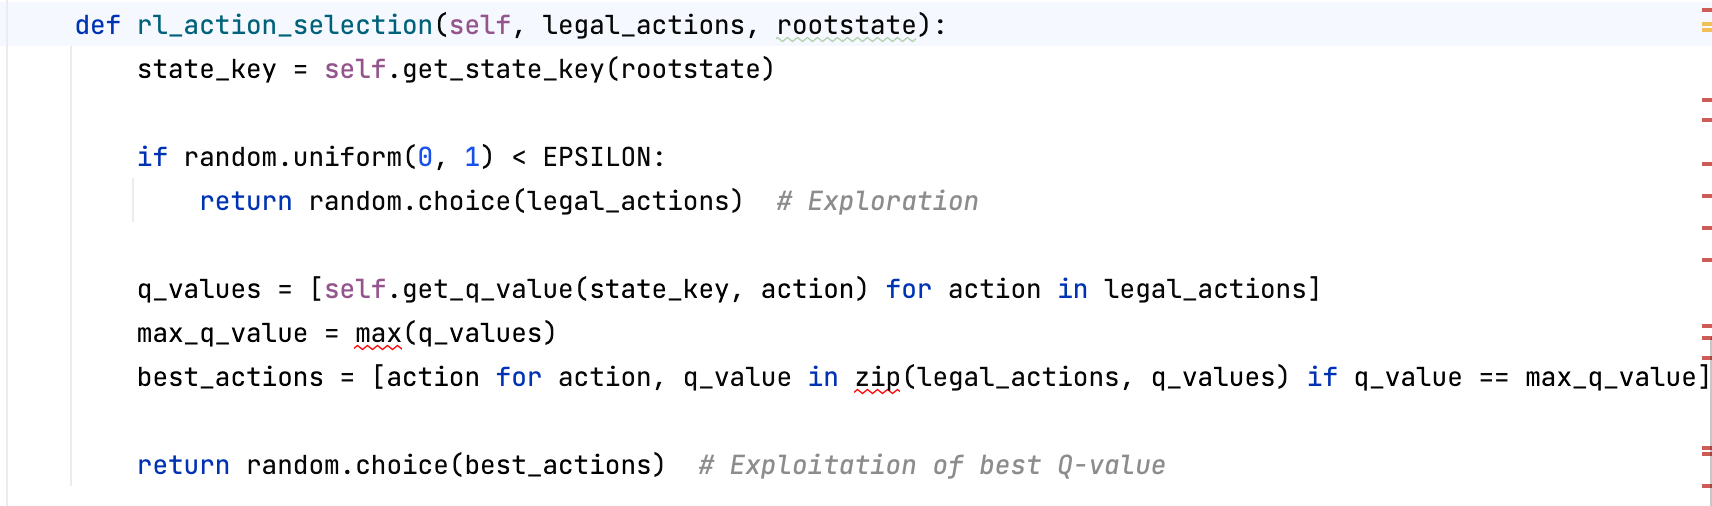 def rl_action_selection(self, legal_actions, rootstate):
state_key = self.get_state_key(rootstate)
if random.uniform(0, 1) < EPSILON:
return random.choice(legal_actions)  # Exploration
q_values = [self.get_q_value(state_key, action) for action in legal_actions]
max_q_value = max(q_values)
best_actions = [action for action, q_value in zip(legal_actions, q_values) if q_value == max_q_value]
return random.choice(best_actions)  # Exploitation of best Q-value